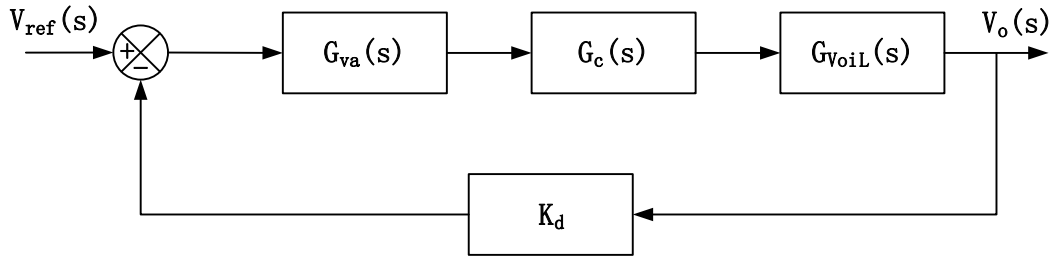 V_ref(s)
G_va(s)
G_c(s)
G_VoiL(s)
V_o(s)
+
−
K_d